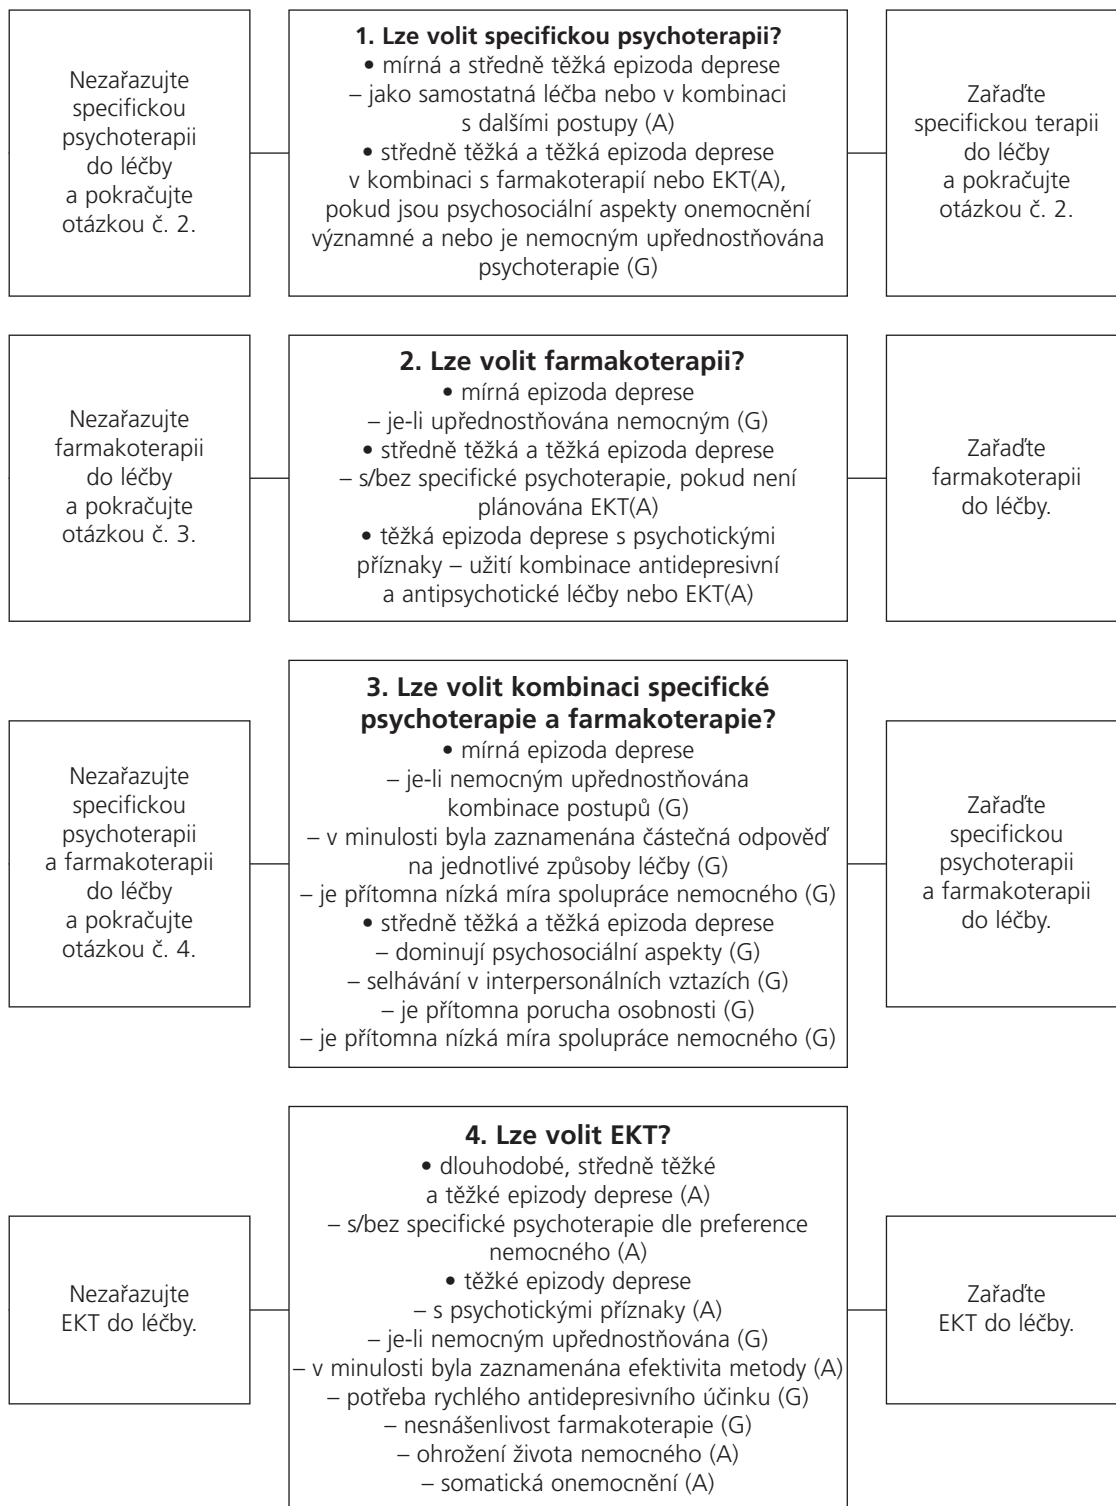 Nezařazujte
specifickou
psychoterapii
do léčby
a pokračujte
otázkou č. 2.
1. Lze volit specifickou psychoterapii?
• mírná a středně těžká epizoda deprese
– jako samostatná léčba nebo v kombinaci
s dalšími postupy (A)
• středně těžká a těžká epizoda deprese
v kombinaci s farmakoterapií nebo EKT(A),
pokud jsou psychosociální aspekty onemocnění
významné a nebo je nemocným upřednostňována
psychoterapie (G)
Zařaďte
specifickou terapii
do léčby
a pokračujte
otázkou č. 2.
Nezařazujte
farmakoterapii
do léčby
a pokračujte
otázkou č. 3.
2. Lze volit farmakoterapii?
• mírná epizoda deprese
– je-li upřednostňována nemocným (G)
• středně těžká a těžká epizoda deprese
– s/bez specifické psychoterapie, pokud není
plánována EKT(A)
• těžká epizoda deprese s psychotickými
příznaky – užití kombinace antidepresivní
a antipsychotické léčby nebo EKT(A)
Zařaďte
farmakoterapii
do léčby.
Nezařazujte
specifickou
psychoterapii
a farmakoterapii
do léčby
a pokračujte
otázkou č. 4.
3. Lze volit kombinaci specifické
psychoterapie a farmakoterapie?
• mírná epizoda deprese
– je-li nemocným upřednostňována
kombinace postupů (G)
– v minulosti byla zaznamenána částečná odpověď
na jednotlivé způsoby léčby (G)
– je přítomna nízká míra spolupráce nemocného (G)
• středně těžká a těžká epizoda deprese
– dominují psychosociální aspekty (G)
– selhávání v interpersonálních vztazích (G)
– je přítomna porucha osobnosti (G)
– je přítomna nízká míra spolupráce nemocného (G)
Zařaďte
specifickou
psychoterapii
a farmakoterapii
do léčby.
Nezařazujte
EKT do léčby.
4. Lze volit EKT?
• dlouhodobé, středně těžké
a těžké epizody deprese (A)
– s/bez specifické psychoterapie dle preference
nemocného (A)
• těžké epizody deprese
– s psychotickými příznaky (A)
– je-li nemocným upřednostňována (G)
– v minulosti byla zaznamenána efektivita metody (A)
– potřeba rychlého antidepresivního účinku (G)
– nesnášenlivost farmakoterapie (G)
– ohrožení života nemocného (A)
– somatická onemocnění (A)
Zařaďte
EKT do léčby.